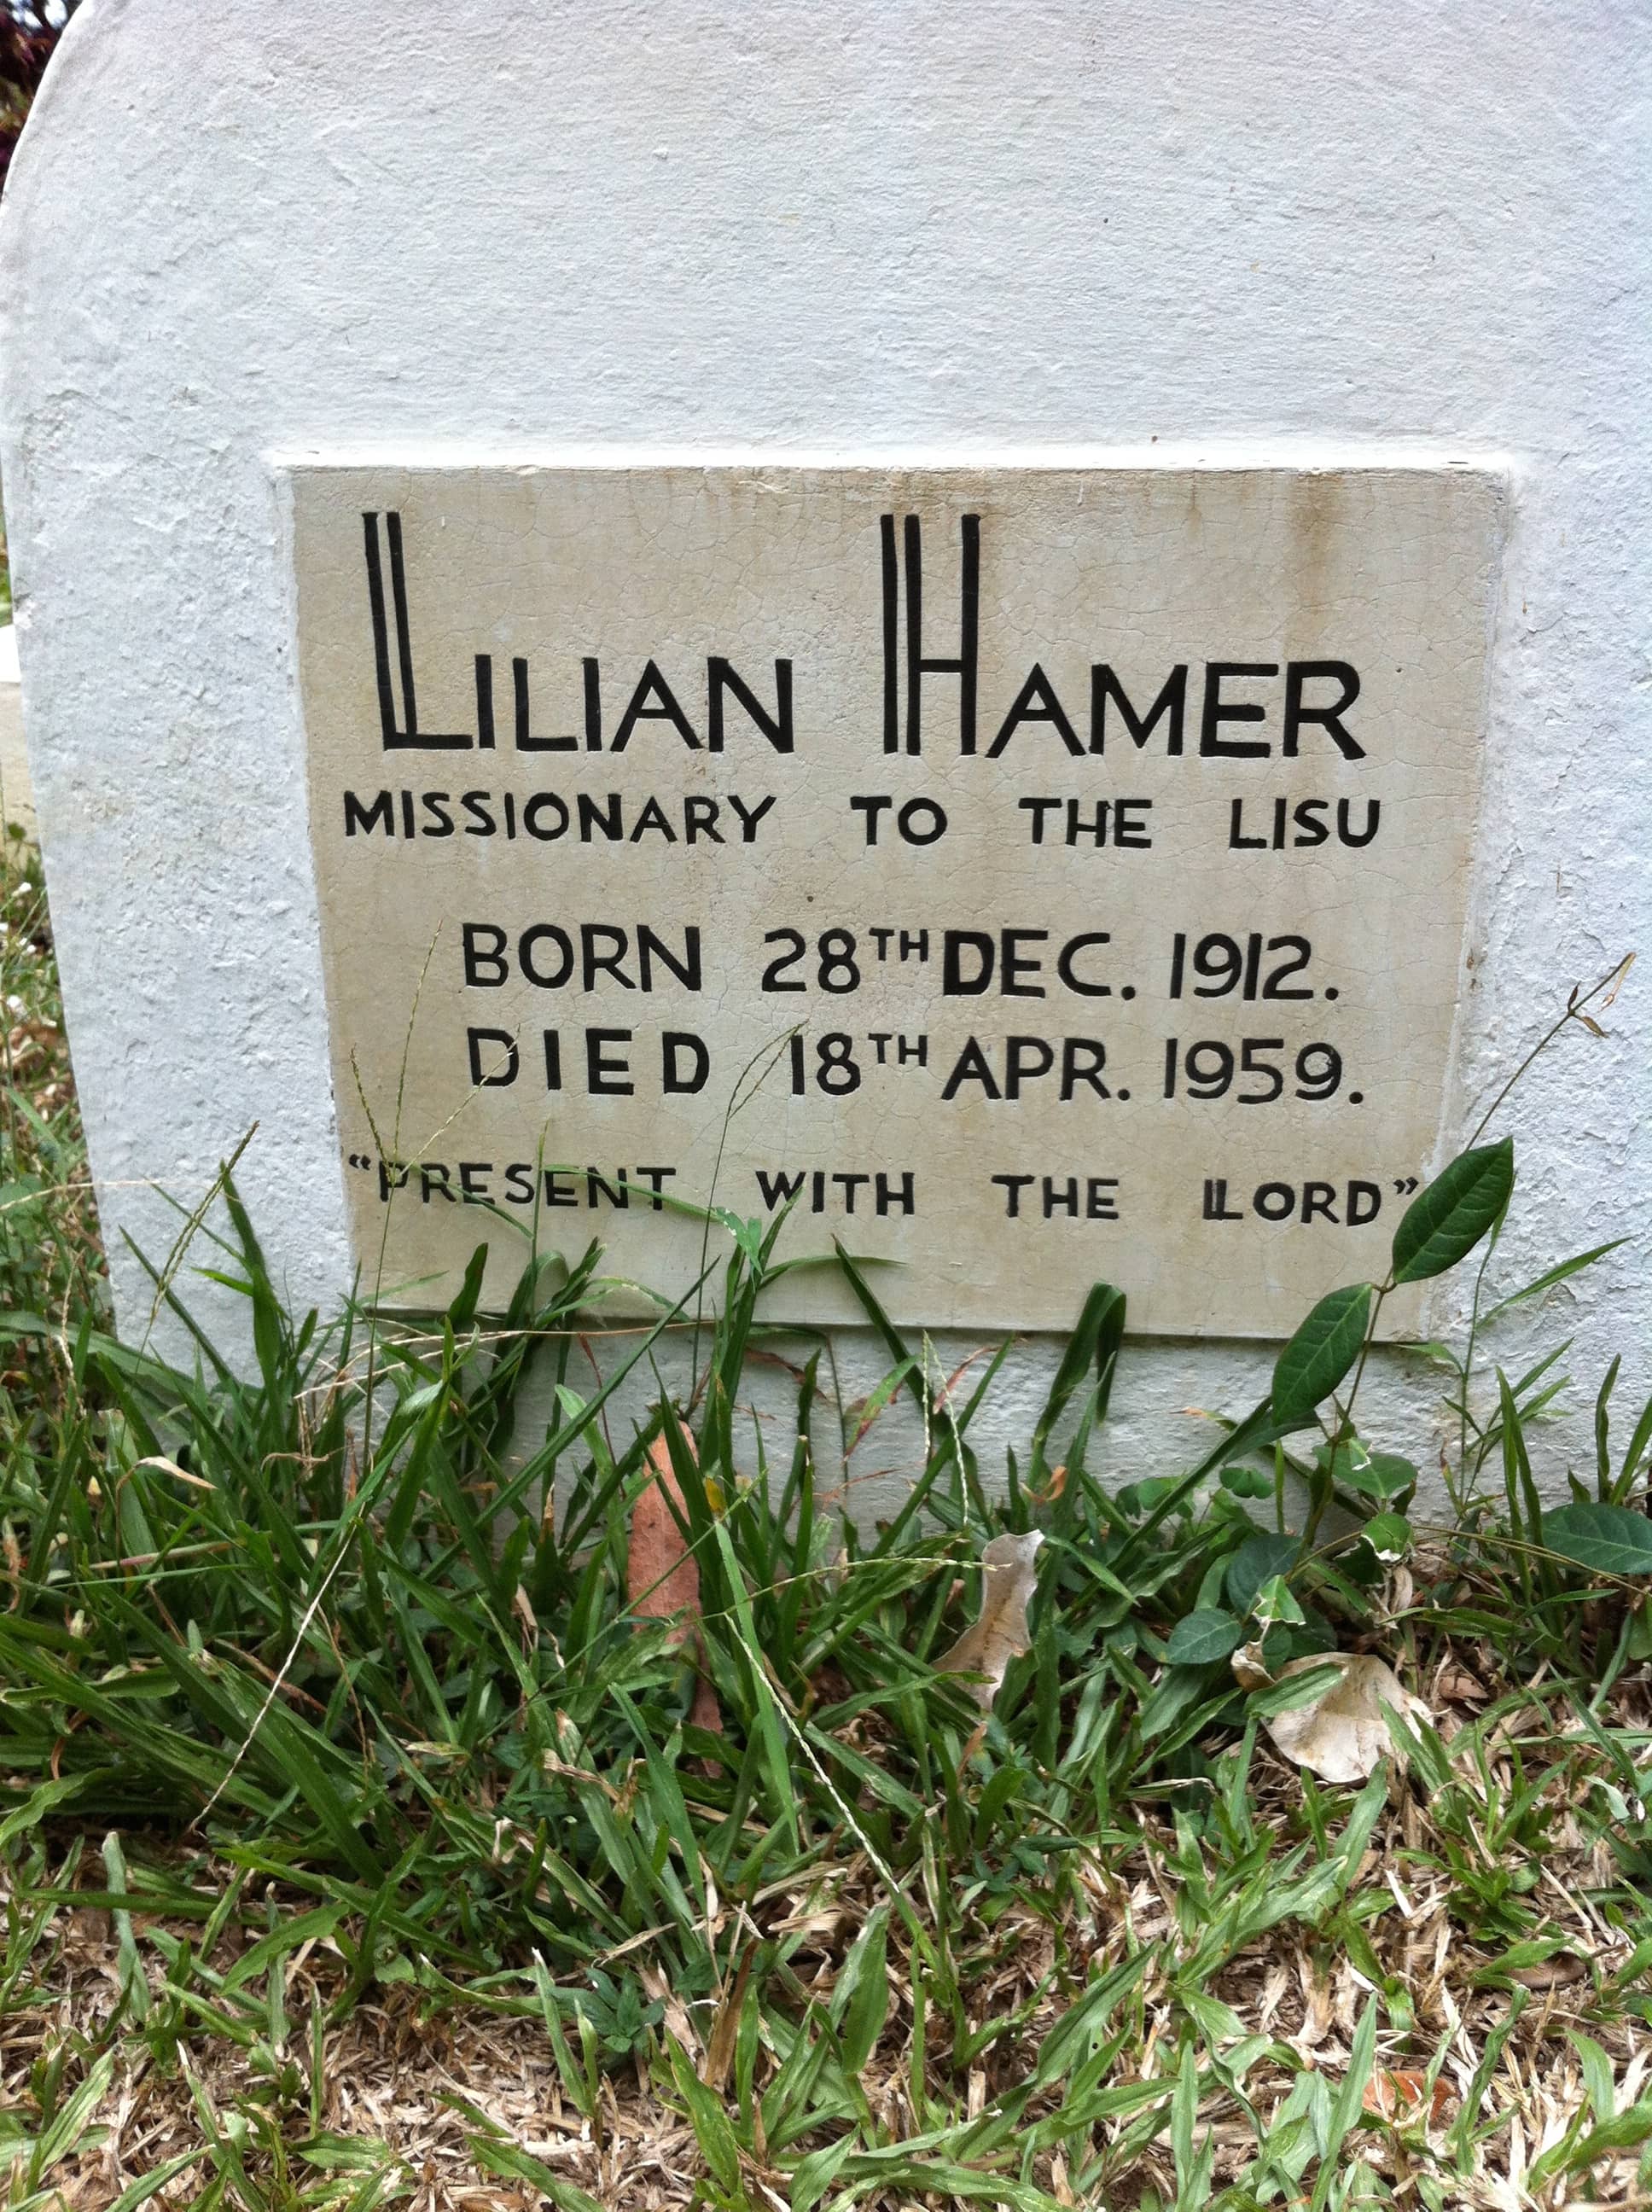 LILIAN HAMER
MISSIONARY TO THE LISU
BORN 28TH DEC. 1912.
DIED 18TH APR. 1959.
“PRESENT WITH THE LORD”